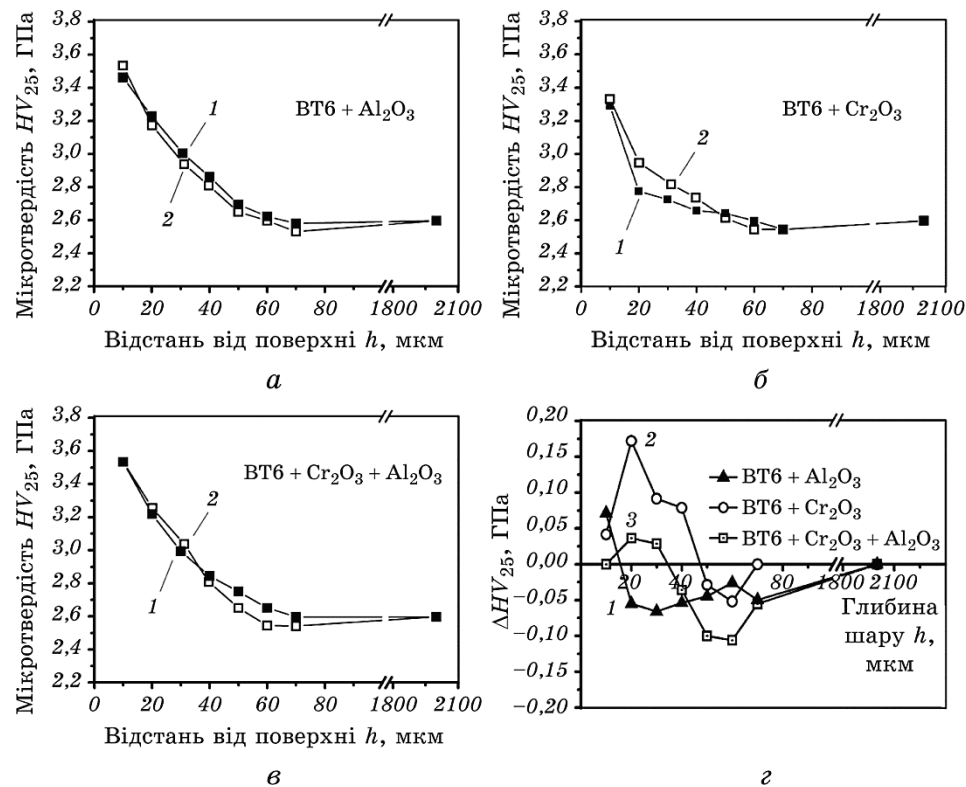 3,8
3,6
3,4
3,2
3,0
2,8
2,6
2,4
2,2
Мікротвердість HV₂₅, ГПа
1
2
ВТ6 + Al₂O₃
0 20 40 60 80 1800 2100
Відстань від поверхні h, мкм
а
3,8
3,6
3,4
3,2
3,0
2,8
2,6
2,4
2,2
Мікротвердість HV₂₅, ГПа
2
1
ВТ6 + Cr₂O₃
0 20 40 60 80 1800 2100
Відстань від поверхні h, мкм
б
3,8
3,6
3,4
3,2
3,0
2,8
2,6
2,4
2,2
Мікротвердість HV₂₅, ГПа
2
1
ВТ6 + Cr₂O₃ + Al₂O₃
0 20 40 60 80 1800 2100
Відстань від поверхні h, мкм
в
0,20
0,15
0,10
0,05
0,00
−0,05
−0,10
−0,15
−0,20
ΔHV₂₅, ГПа
2
3
1
ВТ6 + Al₂O₃
ВТ6 + Cr₂O₃
ВТ6 + Cr₂O₃ + Al₂O₃
20 40 80 1800 2100
Глибина
шару h,
мкм
г